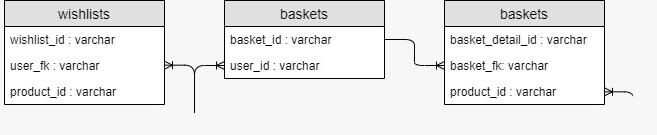 wishlists
wishlist_id : varchar
user_fk : varchar
product_id : varchar
baskets
basket_id : varchar
user_id : varchar
baskets
basket_detail_id : varchar
basket_fk: varchar
product_id : varchar